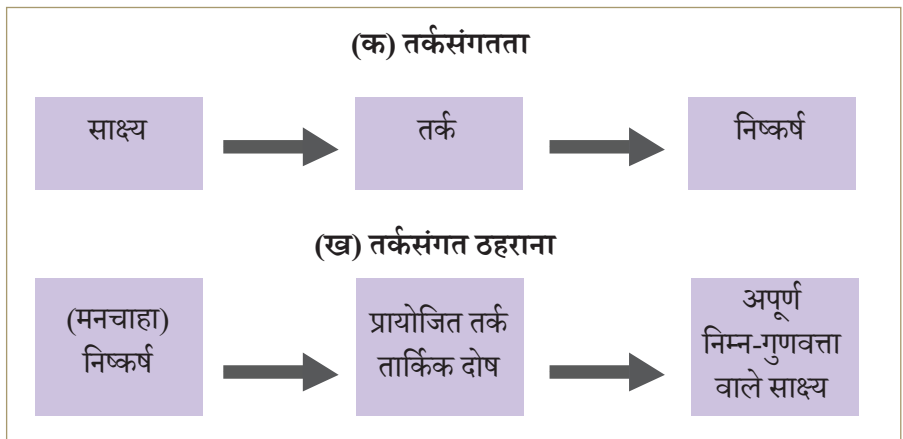 (क) तर्कसंगतता
साक्ष्य
तर्क
निष्कर्ष
(ख) तर्कसंगत ठहराना
(मनचाहा)
निष्कर्ष
प्रायोजित तर्क
तार्किक दोष
अपूर्ण
निम्न-गुणवत्ता
वाले साक्ष्य